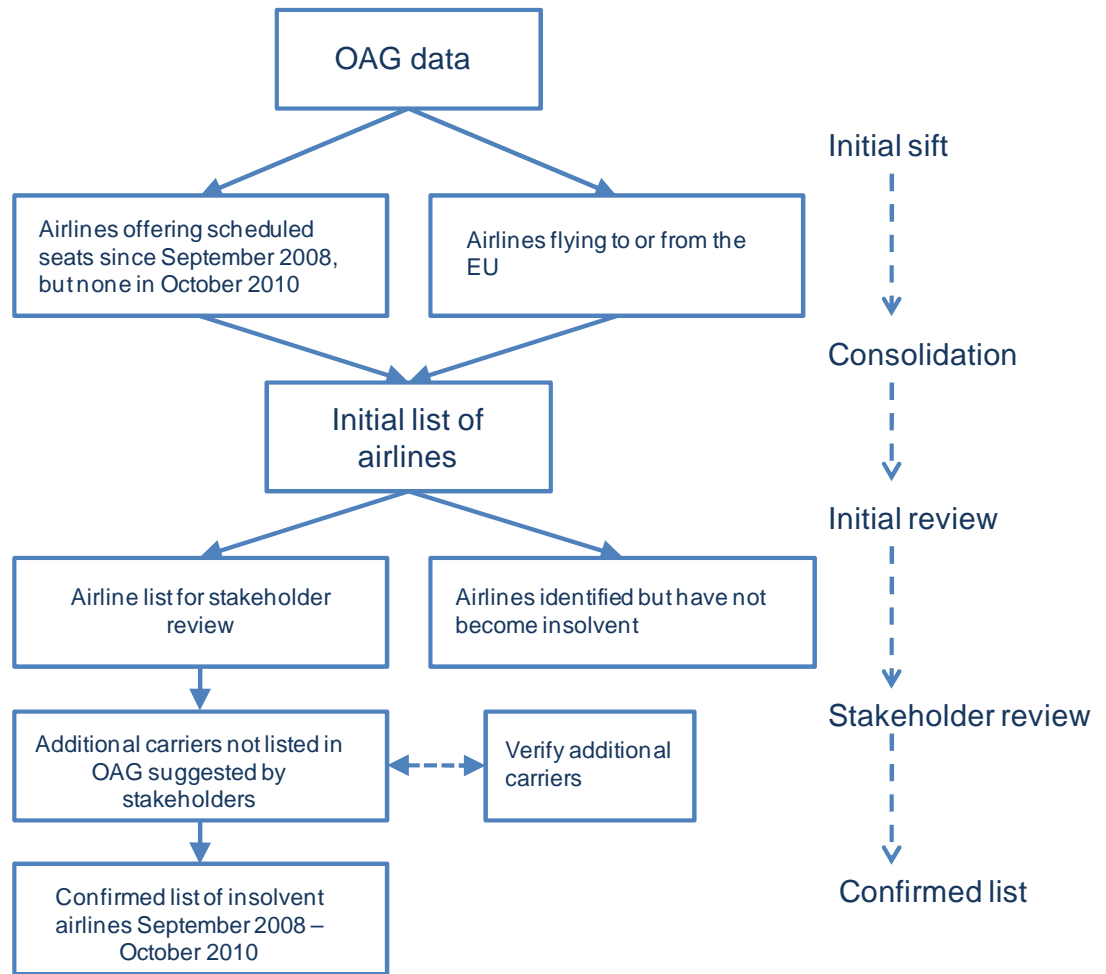 OAG data
Initial sift
Airlines offering scheduled
seats since September 2008,
but none in October 2010
Airlines flying to or from the
EU
Consolidation
Initial list of
airlines
Initial review
Airline list for stakeholder
review
Airlines identified but have not
become insolvent
Stakeholder review
Additional carriers not listed in
OAG suggested by
stakeholders
Verify additional
carriers
Confirmed list of insolvent
airlines September 2008 –
October 2010
Confirmed list